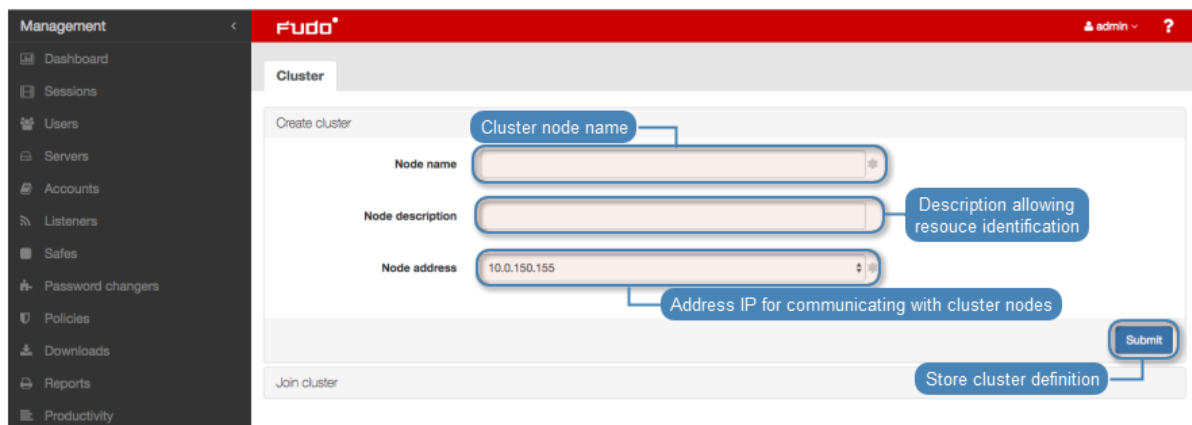 Management
FUDO
admin
?
Dashboard
Sessions
Users
Servers
Accounts
Listeners
Safes
Password changers
Policies
Downloads
Reports
Productivity
Cluster
Create cluster
Cluster node name
Node name
Node description
Description allowing
resouce identification
Node address
10.0.150.155
Address IP for communicating with cluster nodes
Submit
Join cluster
Store cluster definition